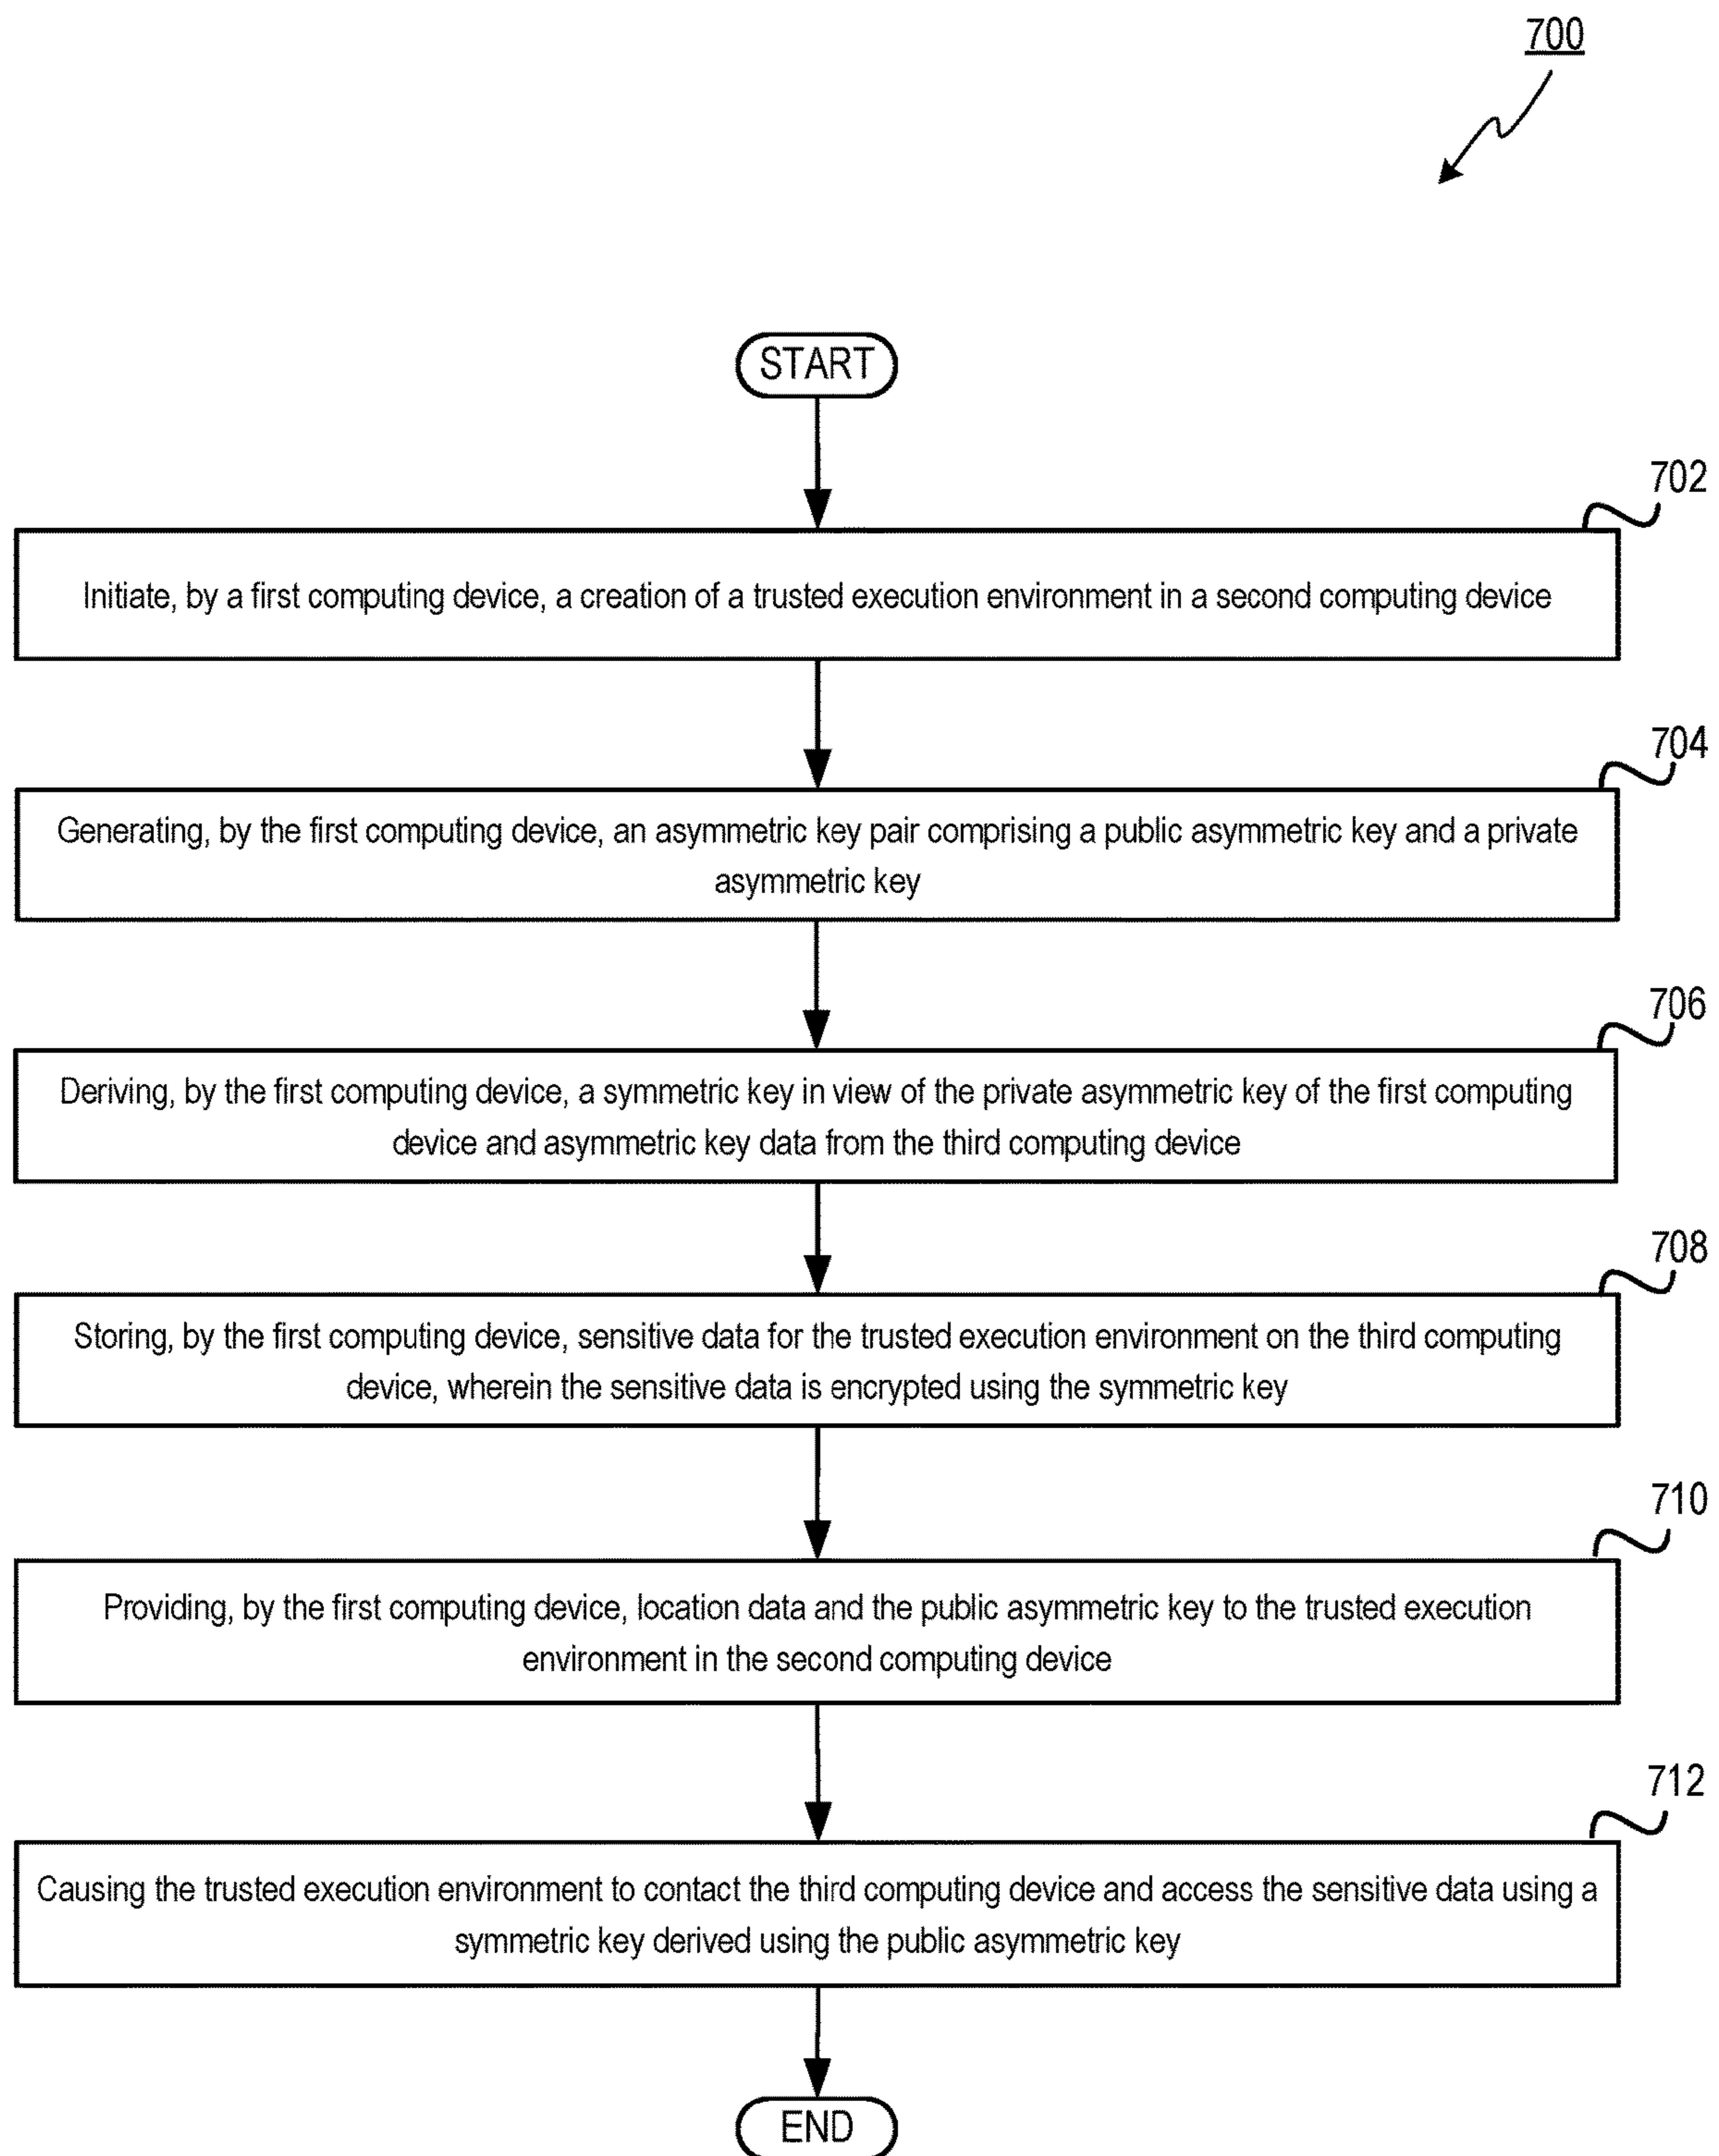 700
START
702
Initiate, by a first computing device, a creation of a trusted execution environment in a second computing device
704
Generating, by the first computing device, an asymmetric key pair comprising a public asymmetric key and a private
asymmetric key
706
Deriving, by the first computing device, a symmetric key in view of the private asymmetric key of the first computing
device and asymmetric key data from the third computing device
708
Storing, by the first computing device, sensitive data for the trusted execution environment on the third computing
device, wherein the sensitive data is encrypted using the symmetric key
710
Providing, by the first computing device, location data and the public asymmetric key to the trusted execution
environment in the second computing device
712
Causing the trusted execution environment to contact the third computing device and access the sensitive data using a
symmetric key derived using the public asymmetric key
END